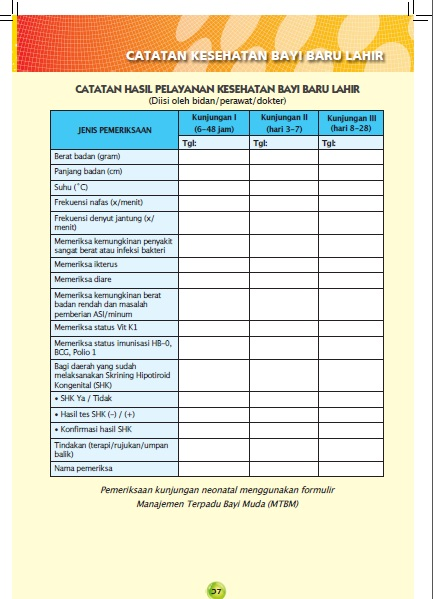 CATATAN KESEHATAN BAYI BARU LAHIR
CATATAN HASIL PELAYANAN KESEHATAN BAYI BARU LAHIR
(Diisi oleh bidan/perawat/dokter)
JENIS PEMERIKSAAN
Kunjungan I
(6–48 jam)
Kunjungan II
(hari 3–7)
Kunjungan III
(hari 8–28)
Tgl:
Tgl:
Tgl:
Berat badan (gram)
Panjang badan (cm)
Suhu (°C)
Frekuensi nafas (x/menit)
Frekuensi denyut jantung (x/
menit)
Memeriksa kemungkinan penyakit
sangat berat atau infeksi bakteri
Memeriksa ikterus
Memeriksa diare
Memeriksa kemungkinan berat
badan rendah dan masalah
pemberian ASI/minum
Memeriksa status Vit K1
Memeriksa status imunisasi HB-0,
BCG, Polio 1
Bagi daerah yang sudah
melaksanakan Skrining Hipotiroid
Kongenital (SHK)
• SHK Ya / Tidak
• Hasil tes SHK (–) / (+)
• Konfirmasi hasil SHK
Tindakan (terapi/rujukan/umpan
balik)
Nama pemeriksa
Pemeriksaan kunjungan neonatal menggunakan formulir
Manajemen Terpadu Bayi Muda (MTBM)
37